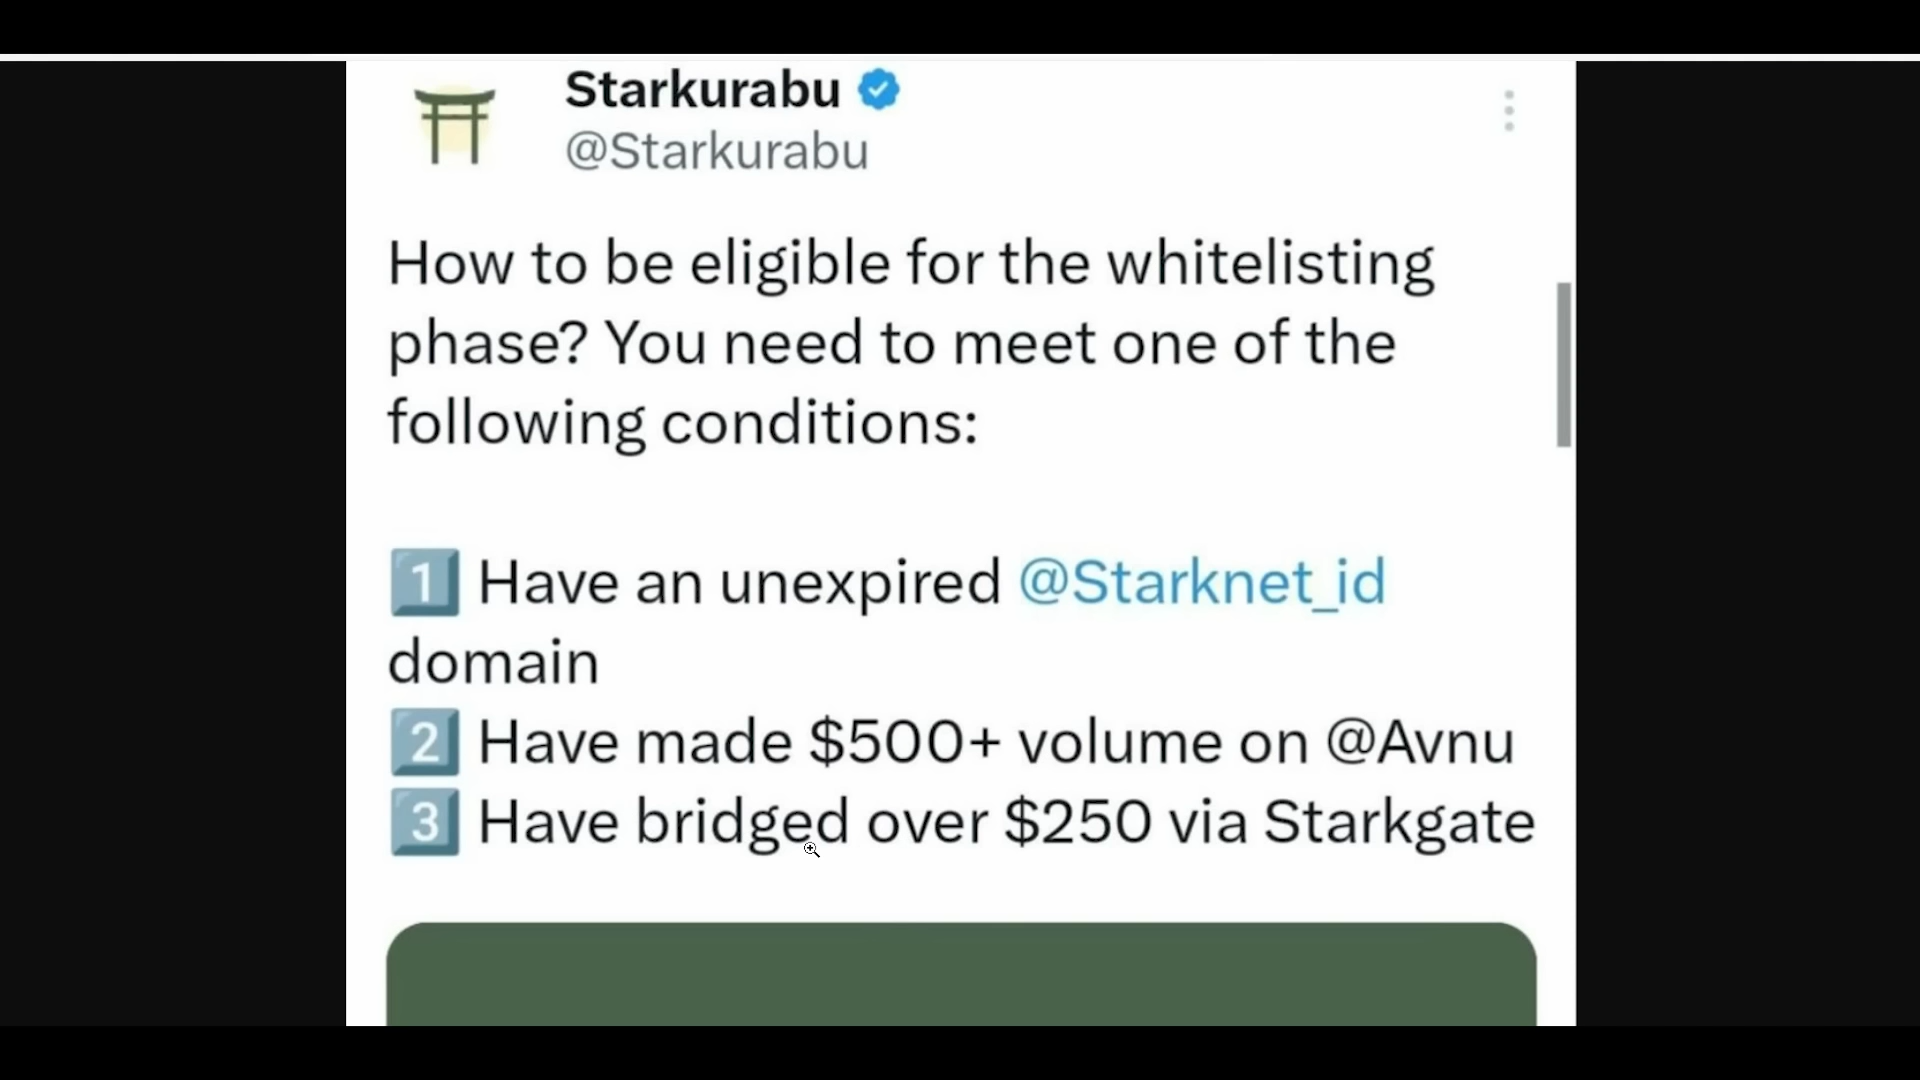 Starkurabu
@Starkurabu
How to be eligible for the whitelisting
phase? You need to meet one of the
following conditions:
1 Have an unexpired @Starknet_id
domain
2 Have made $500+ volume on @Avnu
3 Have bridged over $250 via Starkgate